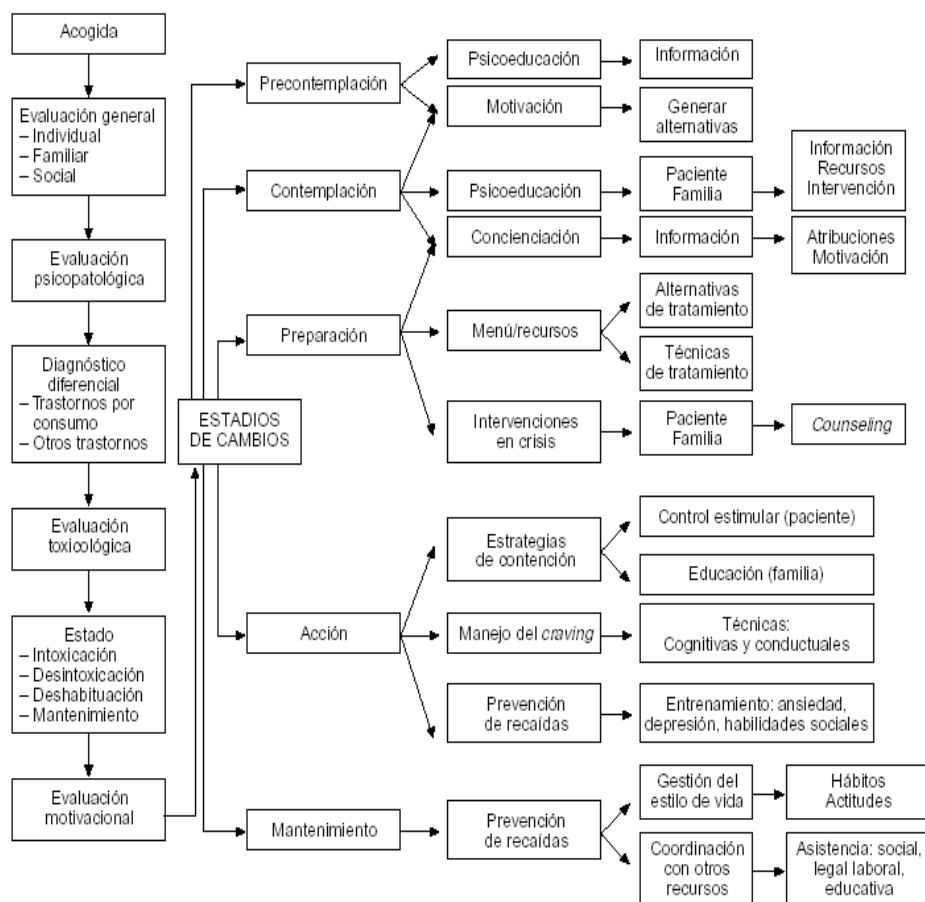 Acogida
Evaluación general
– Individual
– Familiar
– Social
Evaluación
psicopatológica
Diagnóstico
diferencial
– Trastornos por
consumo
– Otros trastornos
Evaluación
toxicológica
Estado
– Intoxicación
– Desintoxicación
– Deshabituación
– Mantenimiento
Evaluación
motivacional
ESTADIOS
DE CAMBIOS
Precontemplación
Psicoeducación
Información
Motivación
Generar
alternativas
Contemplación
Psicoeducación
Paciente
Familia
Información
Recursos
Intervención
Concienciación
Información
Atribuciones
Motivación
Preparación
Menú/recursos
Alternativas
de tratamiento
Técnicas
de tratamiento
Intervenciones
en crisis
Paciente
Familia
Counseling
Acción
Estrategias
de contención
Control estimular (paciente)
Educación (familia)
Manejo del craving
Técnicas:
Cognitivas y conductuales
Prevención
de recaídas
Entrenamiento: ansiedad,
depresión, habilidades sociales
Mantenimiento
Prevención
de recaídas
Gestión del
estilo de vida
Hábitos
Actitudes
Coordinación
con otros
recursos
Asistencia: social,
legal laboral,
educativa